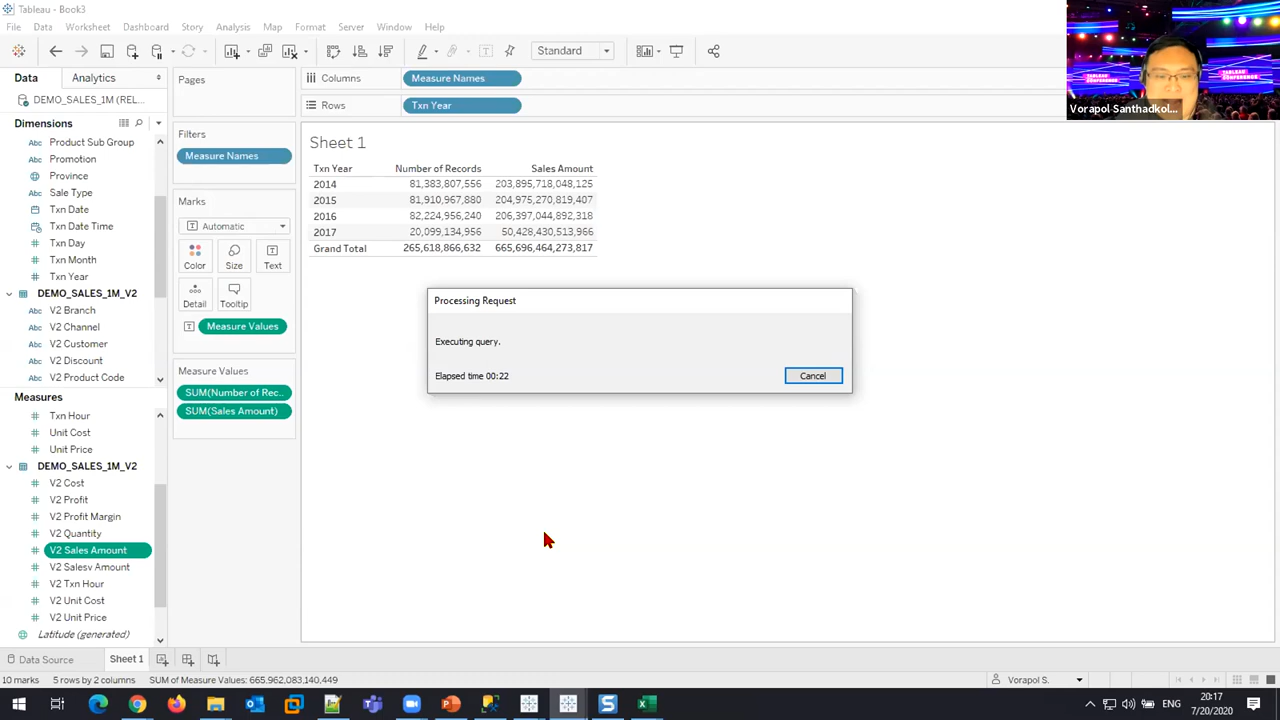 Tableau - Book3
File Data Worksheet Dashboard Story Analysis Map Format Server Window Help
Standard
Data Analytics
DEMO_SALES_1M (REL...
Dimensions
Product Sub Group
Abc Promotion
Province
Abc Sale Type
Txn Date
Txn Date Time
Txn Day
Txn Month
Txn Year
DEMO_SALES_1M_V2
Abc V2 Branch
Abc V2 Channel
Abc V2 Customer
Abc V2 Discount
Abc V2 Product Code
Measures
Txn Hour
Unit Cost
Unit Price
DEMO_SALES_1M_V2
V2 Cost
V2 Profit
V2 Profit Margin
V2 Quantity
V2 Sales Amount
V2 Salesv Amount
V2 Txn Hour
V2 Unit Cost
V2 Unit Price
Latitude (generated)
Pages
Filters
Measure Names
Marks
Automatic
Color Size Text
Detail Tooltip
Measure Values
Measure Values
SUM(Number of Rec..
SUM(Sales Amount)
Columns Measure Names
Rows Txn Year
Sheet 1
Txn Year Number of Records Sales Amount
2014 81,383,807,556 203,895,718,048,125
2015 81,910,967,880 204,975,270,819,407
2016 82,224,956,240 206,397,044,892,318
2017 20,099,134,956 50,428,430,513,966
Grand Total 265,618,866,632 665,696,464,273,817
Processing Request
Executing query.
Elapsed time 00:22
Cancel
TABLEAU CONFERENCE
TABLEAU CONFERENCE
Vorapol Santhadkol...
Data Source Sheet 1
10 marks 5 rows by 2 columns SUM of Measure Values: 665,962,083,140,449
Vorapol S.
ENG
20:17
7/20/2020